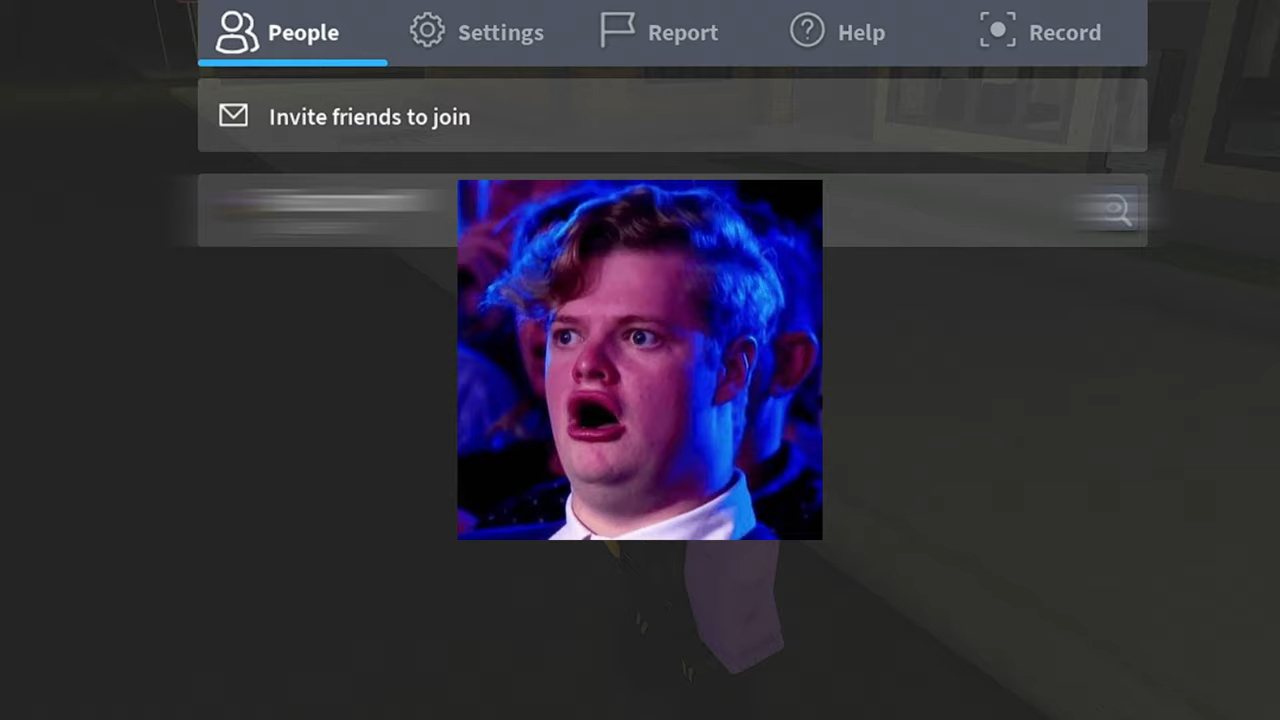 People
Settings
Report
Help
Record
Invite friends to join